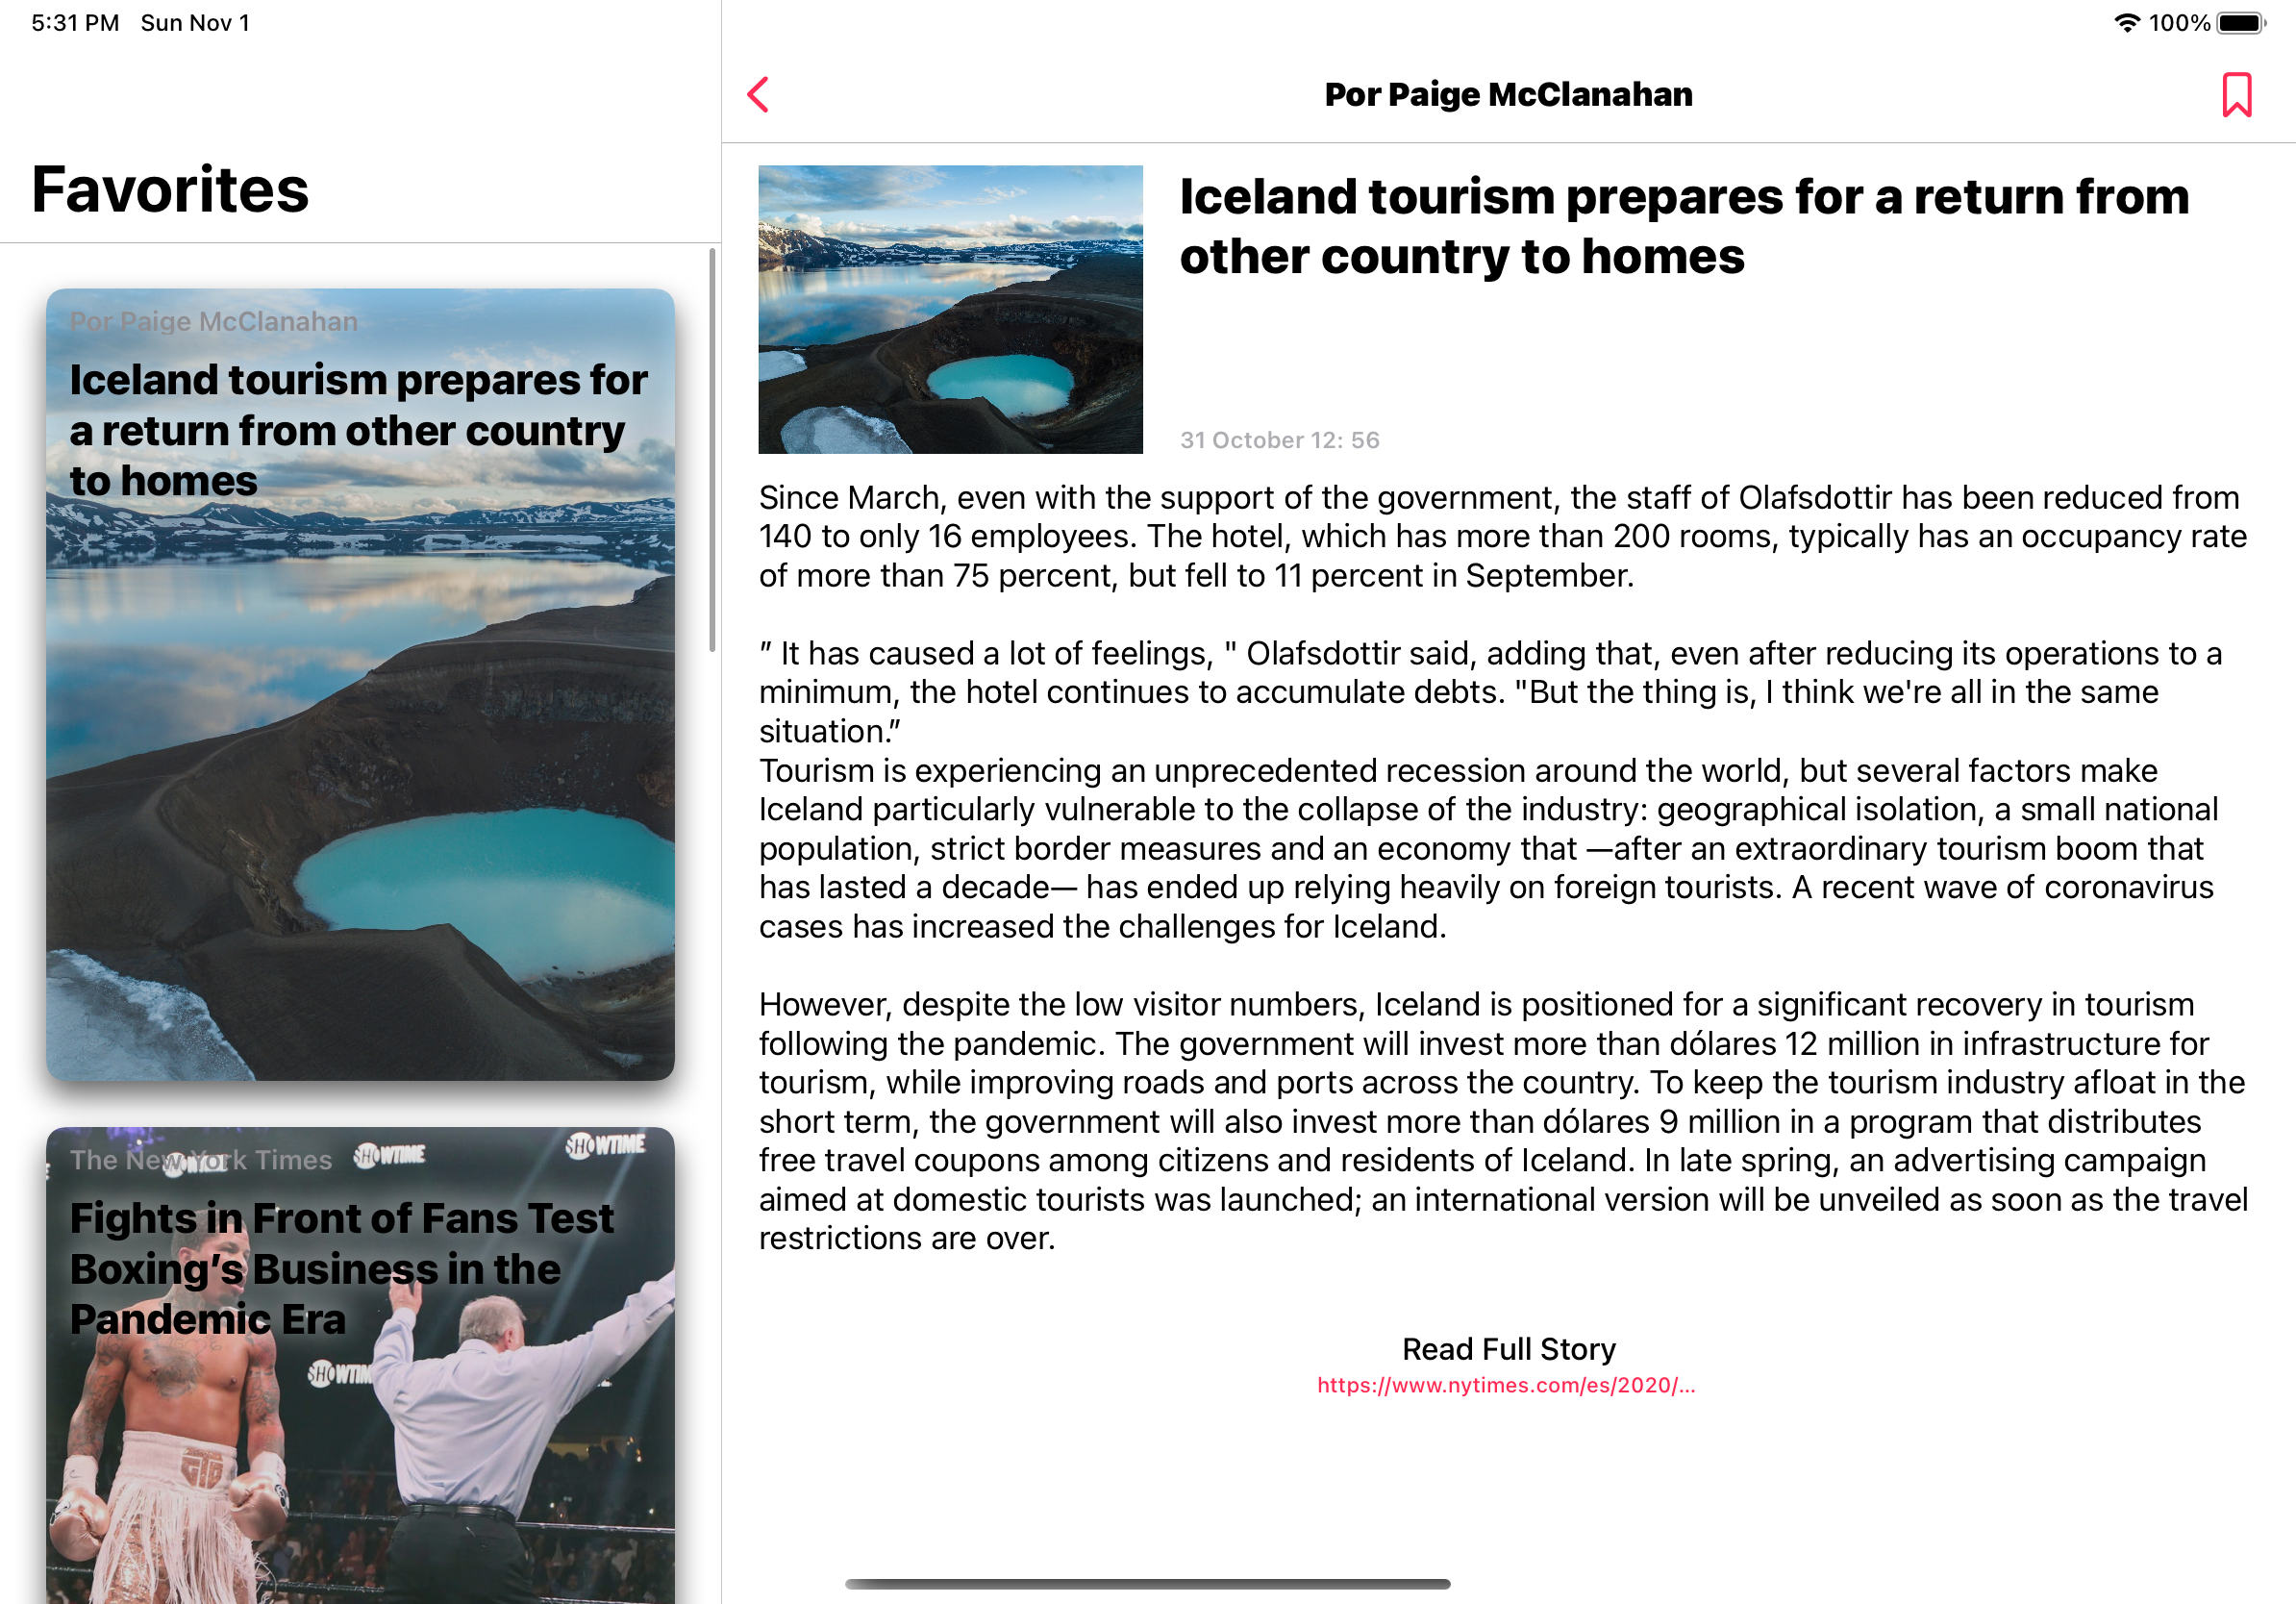 5:31 PM Sun Nov 1
100%
Favorites
Por Paige McClanahan
Iceland tourism prepares for
a return from other country
to homes
The New York Times
Fights in Front of Fans Test
Boxing’s Business in the
Pandemic Era
SHOWTIME
SHOWTIME
SHOWTIME
SHOWTIM
GTD
Por Paige McClanahan
Iceland tourism prepares for a return from
other country to homes
31 October 12: 56
Since March, even with the support of the government, the staff of Olafsdottir has been reduced from
140 to only 16 employees. The hotel, which has more than 200 rooms, typically has an occupancy rate
of more than 75 percent, but fell to 11 percent in September.
” It has caused a lot of feelings, " Olafsdottir said, adding that, even after reducing its operations to a
minimum, the hotel continues to accumulate debts. "But the thing is, I think we're all in the same
situation.”
Tourism is experiencing an unprecedented recession around the world, but several factors make
Iceland particularly vulnerable to the collapse of the industry: geographical isolation, a small national
population, strict border measures and an economy that —after an extraordinary tourism boom that
has lasted a decade— has ended up relying heavily on foreign tourists. A recent wave of coronavirus
cases has increased the challenges for Iceland.
However, despite the low visitor numbers, Iceland is positioned for a significant recovery in tourism
following the pandemic. The government will invest more than dólares 12 million in infrastructure for
tourism, while improving roads and ports across the country. To keep the tourism industry afloat in the
short term, the government will also invest more than dólares 9 million in a program that distributes
free travel coupons among citizens and residents of Iceland. In late spring, an advertising campaign
aimed at domestic tourists was launched; an international version will be unveiled as soon as the travel
restrictions are over.
Read Full Story
https://www.nytimes.com/es/2020/...